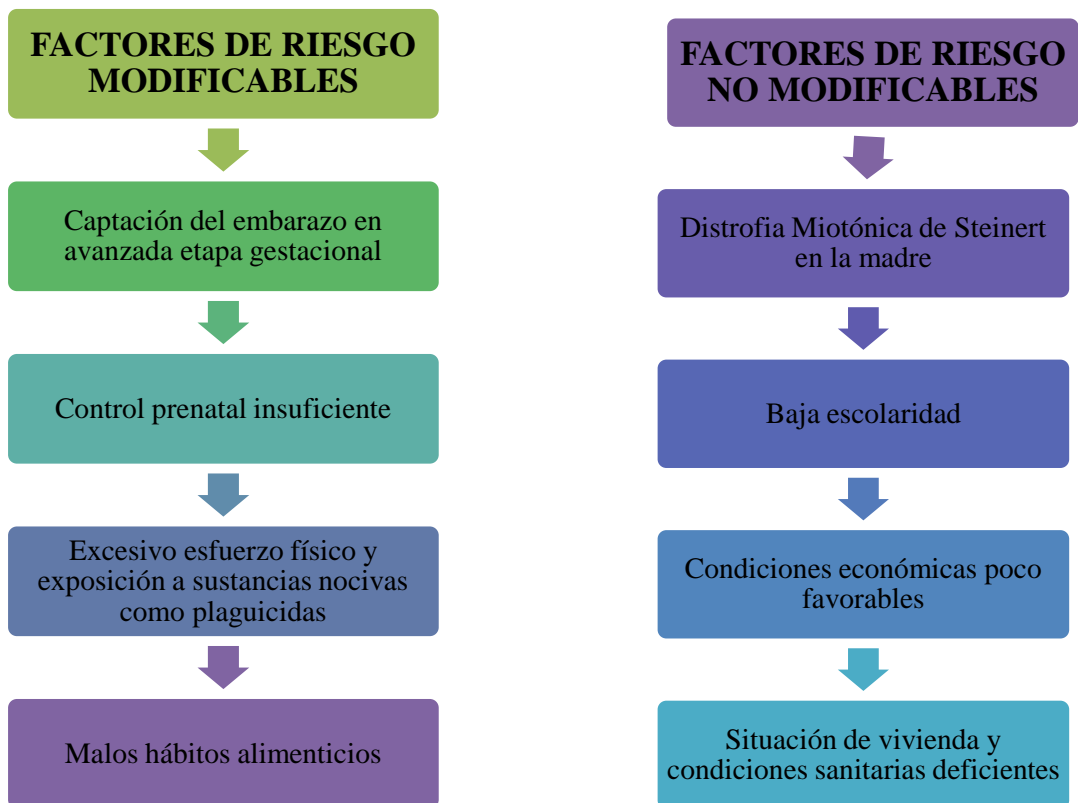 FACTORES DE RIESGO
MODIFICABLES
Captación del embarazo en
avanzada etapa gestacional
Control prenatal insuficiente
Excesivo esfuerzo físico y
exposición a sustancias nocivas
como plaguicidas
Malos hábitos alimenticios
FACTORES DE RIESGO
NO MODIFICABLES
Distrofia Miotónica de Steinert
en la madre
Baja escolaridad
Condiciones económicas poco
favorables
Situación de vivienda y
condiciones sanitarias deficientes